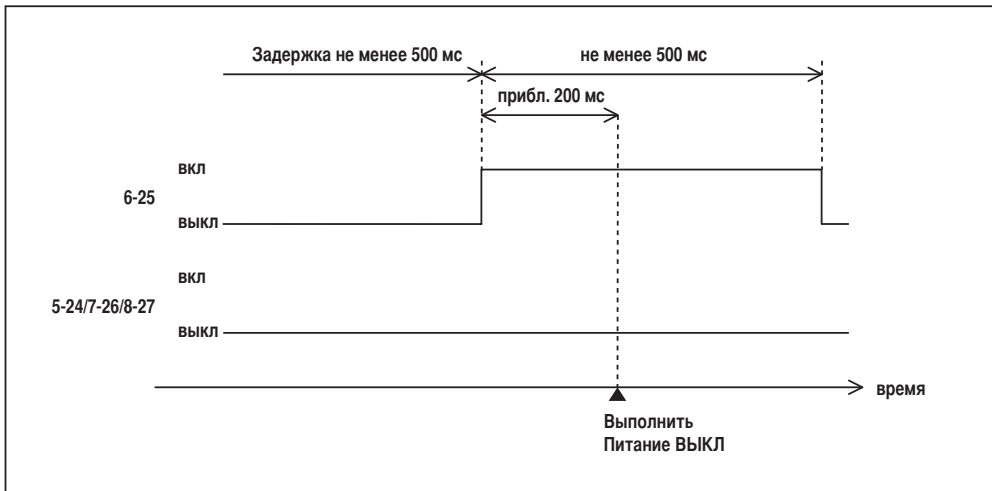 Задержка не менее 500 мс
не менее 500 мс
прибл. 200 мс
вкл
6-25
выкл
вкл
5-24/7-26/8-27
выкл
время
Выполнить
Питание ВЫКЛ